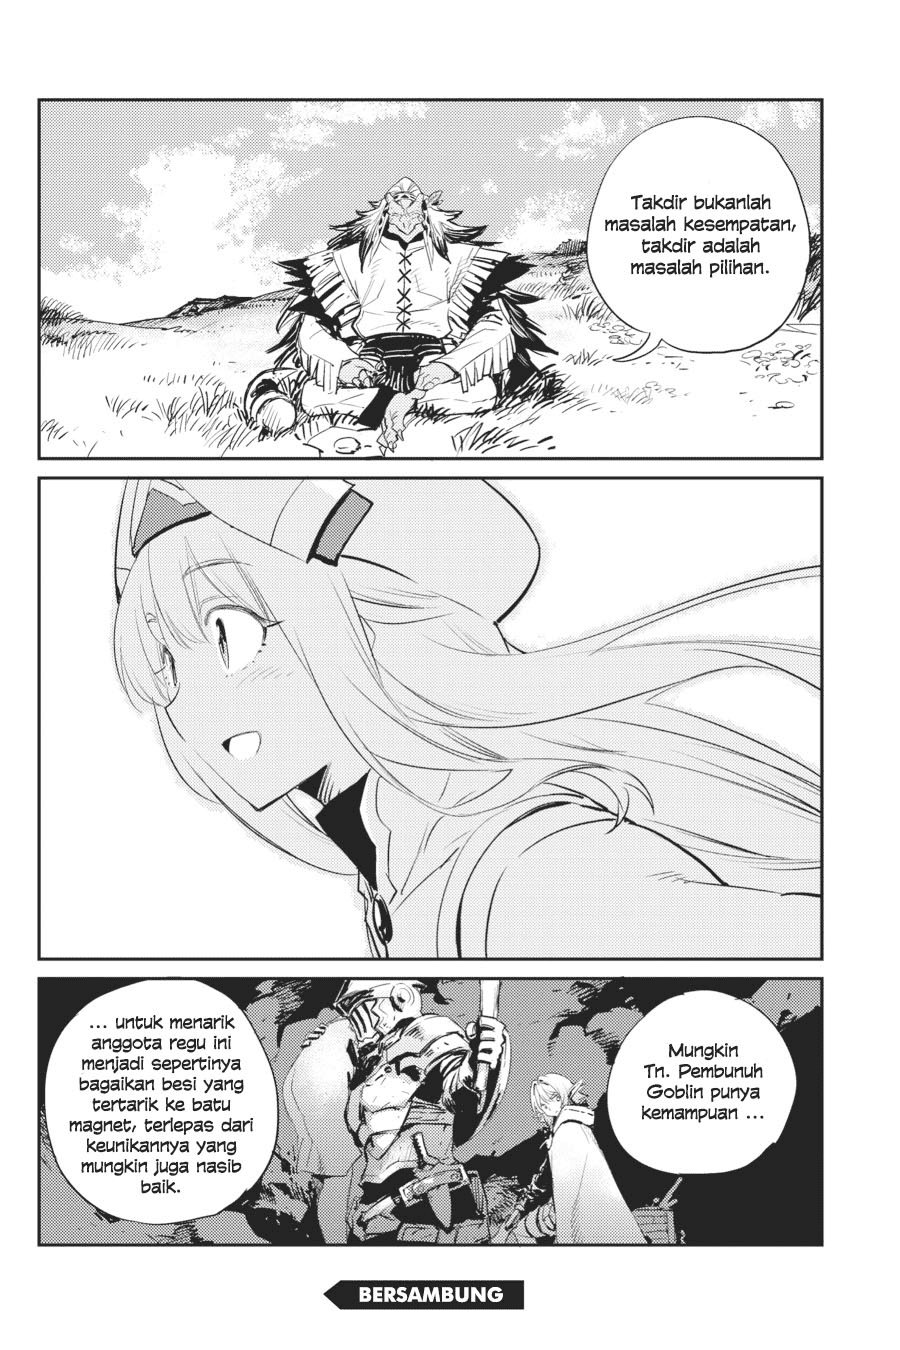 Takdir bukanlah
masalah kesempatan,
takdir adalah
masalah pilihan.
Mungkin
Tn. Pembunuh
Goblin punya
kemampuan ...
... untuk menarik
anggota regu ini
menjadi sepertinya
bagaikan besi yang
tertarik ke batu
magnet, terlepas dari
keunikannya yang
mungkin juga nasib
baik.
BERSAMBUNG